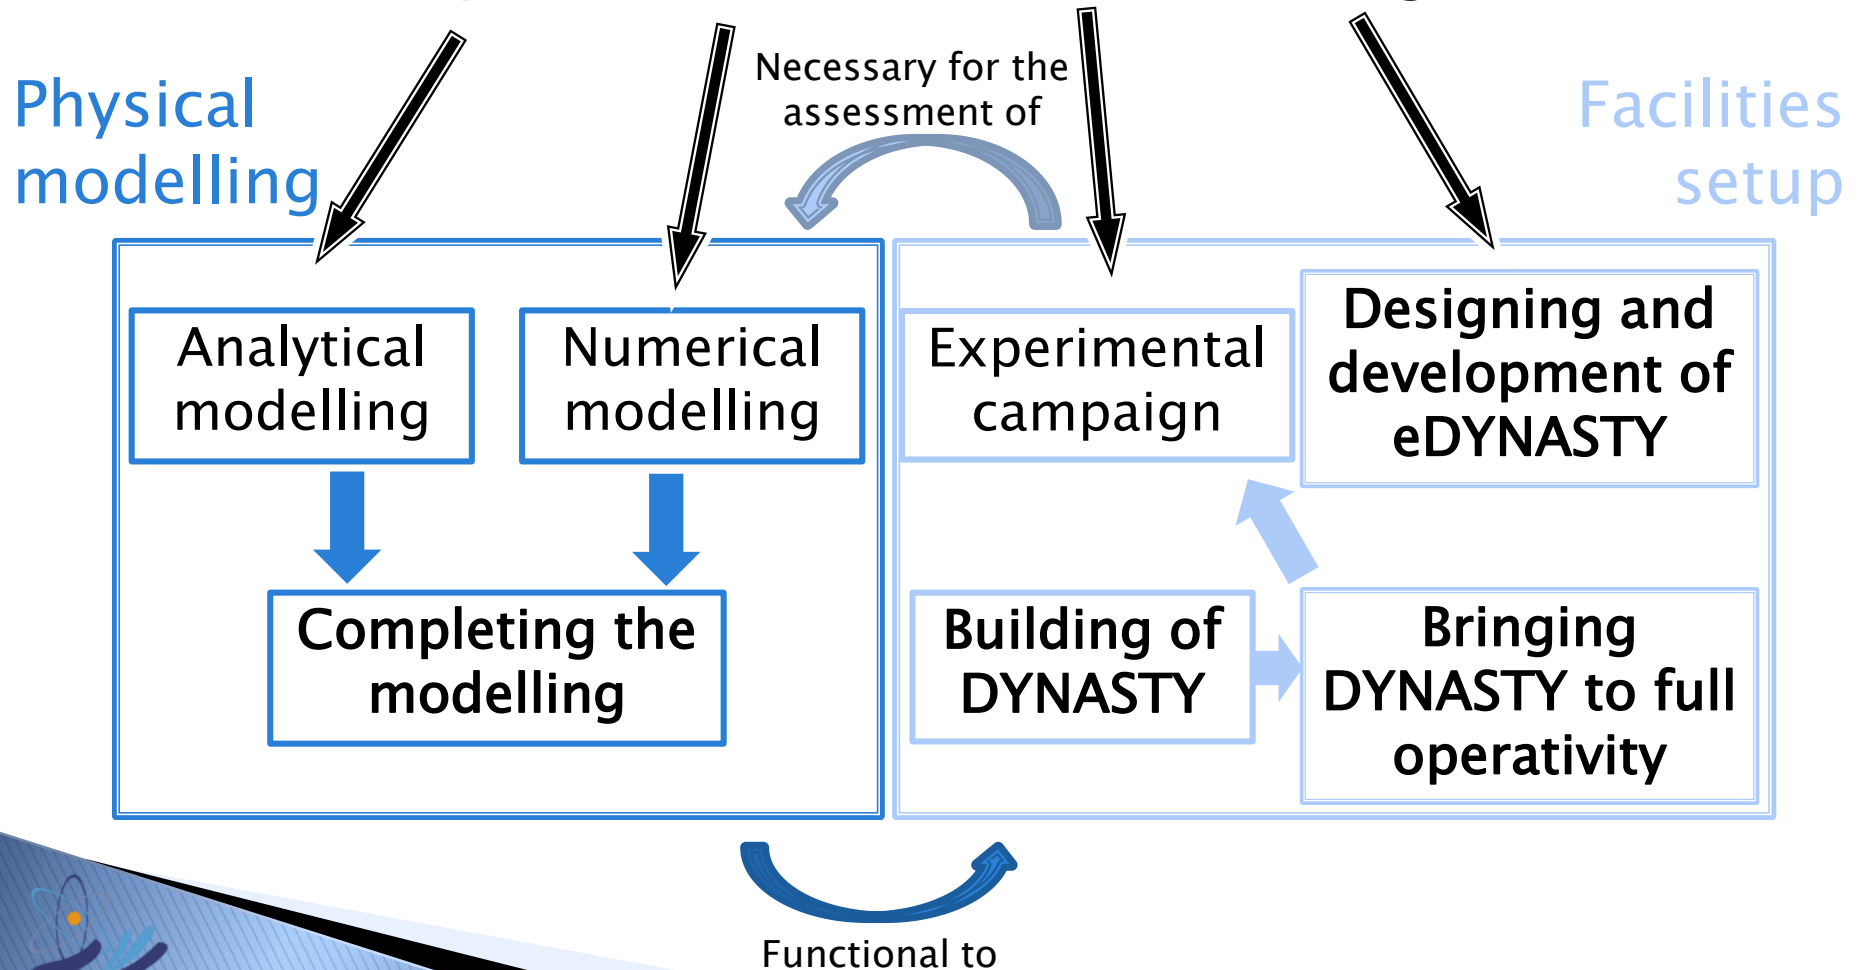 Necessary for the
assessment of
Physical
modelling
Facilities
setup
Analytical
modelling
Numerical
modelling
Experimental
campaign
Designing and
development of
eDYNASTY
Completing the
modelling
Building of
DYNASTY
Bringing
DYNASTY to full
operativity
Functional to